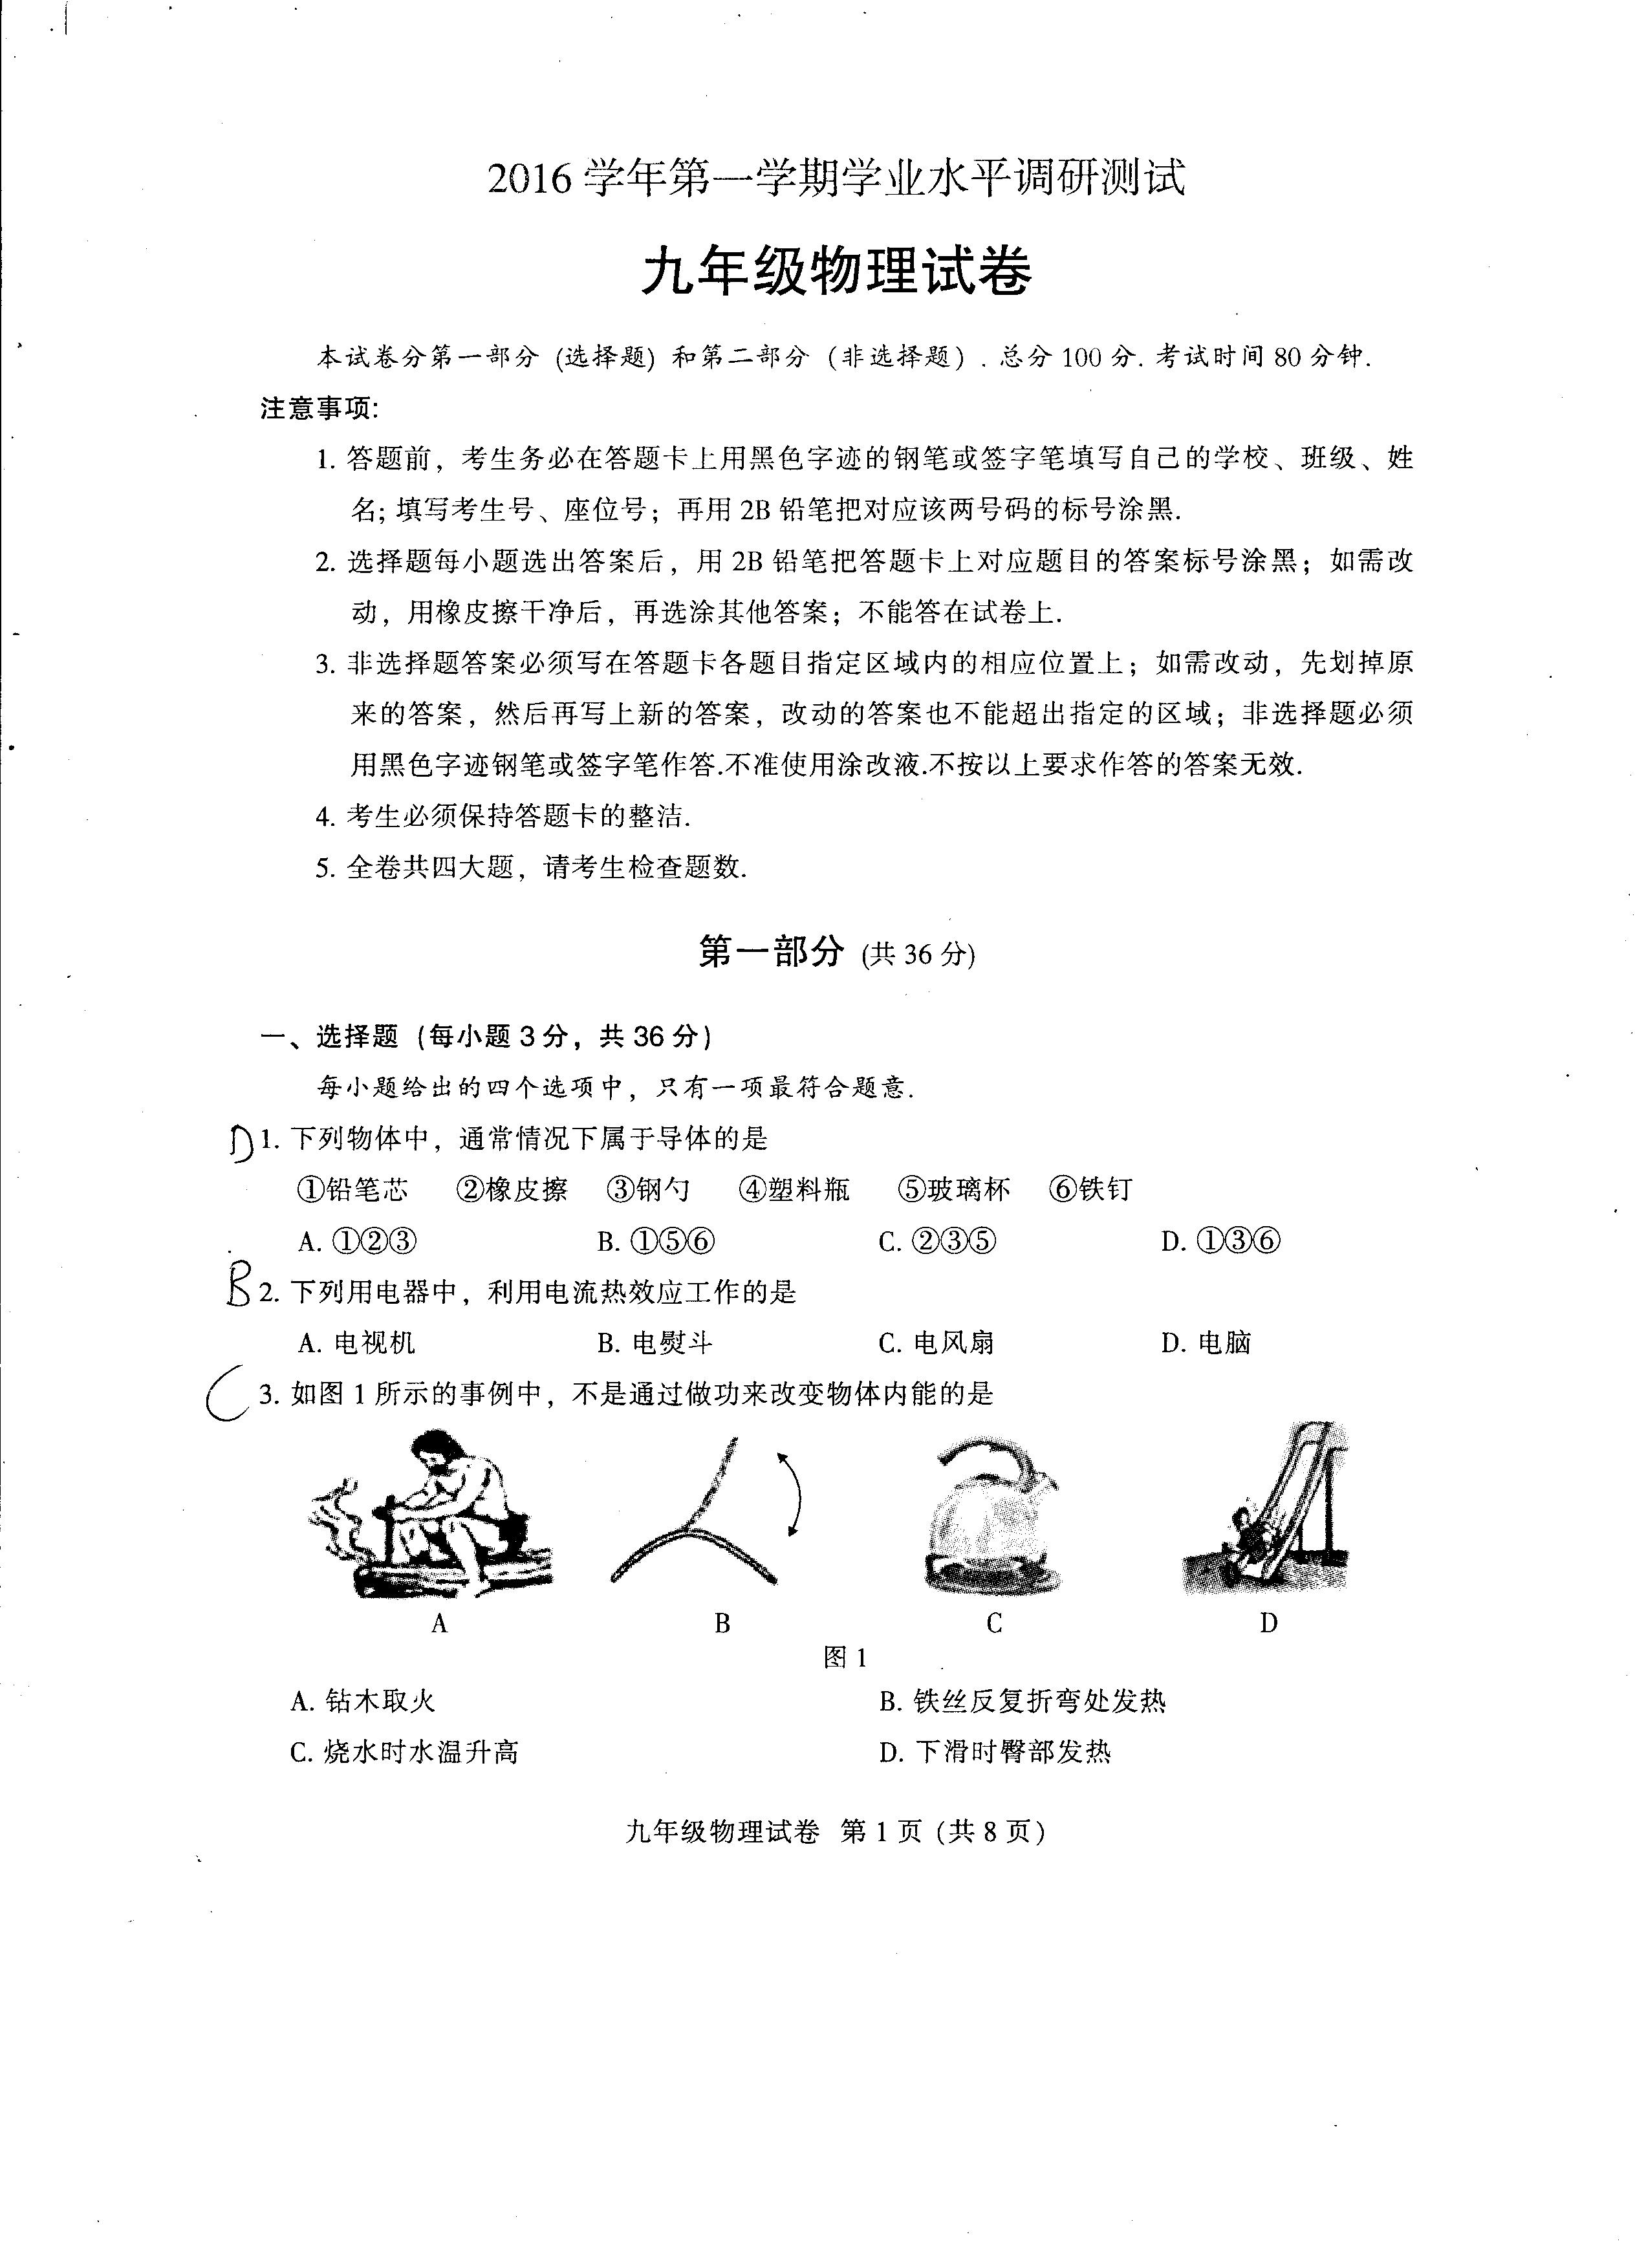 2016 学年第一学期学业水平调研测试
九年级物理试卷
本试卷分第一部分 (选择题) 和第二部分 (非选择题) . 总分 100 分. 考试时间 80 分钟.
注意事项:
1. 答题前，考生务必在答题卡上用黑色字迹的钢笔或签字笔填写自己的学校、班级、姓
名; 填写考生号、座位号；再用 2B 铅笔把对应该两号码的标号涂黑.
2. 选择题每小题选出答案后，用 2B 铅笔把答题卡上对应题目的答案标号涂黑；如需改
动，用橡皮擦干净后，再选涂其他答案；不能答在试卷上.
3. 非选择题答案必须写在答题卡各题目指定区域内的相应位置上；如需改动，先划掉原
来的答案，然后再写上新的答案，改动的答案也不能超出指定的区域；非选择题必须
用黑色字迹钢笔或签字笔作答.不准使用涂改液.不按以上要求作答的答案无效.
4. 考生必须保持答题卡的整洁.
5. 全卷共四大题，请考生检查题数.
第一部分 (共 36 分)
一、选择题 (每小题 3 分，共 36 分)
每小题给出的四个选项中，只有一项最符合题意.
D 1. 下列物体中，通常情况下属于导体的是
①铅笔芯 ②橡皮擦 ③钢勺 ④塑料瓶 ⑤玻璃杯 ⑥铁钉
A. ①②③ B. ①⑤⑥ C. ②③⑤ D. ①③⑥
B 2. 下列用电器中，利用电流热效应工作的是
A. 电视机 B. 电熨斗 C. 电风扇 D. 电脑
C 3. 如图 1 所示的事例中，不是通过做功来改变物体内能的是
A B C D
图 1
A. 钻木取火 B. 铁丝反复折弯处发热
C. 烧水时水温升高 D. 下滑时臀部发热
九年级物理试卷 第 1 页 (共 8 页)